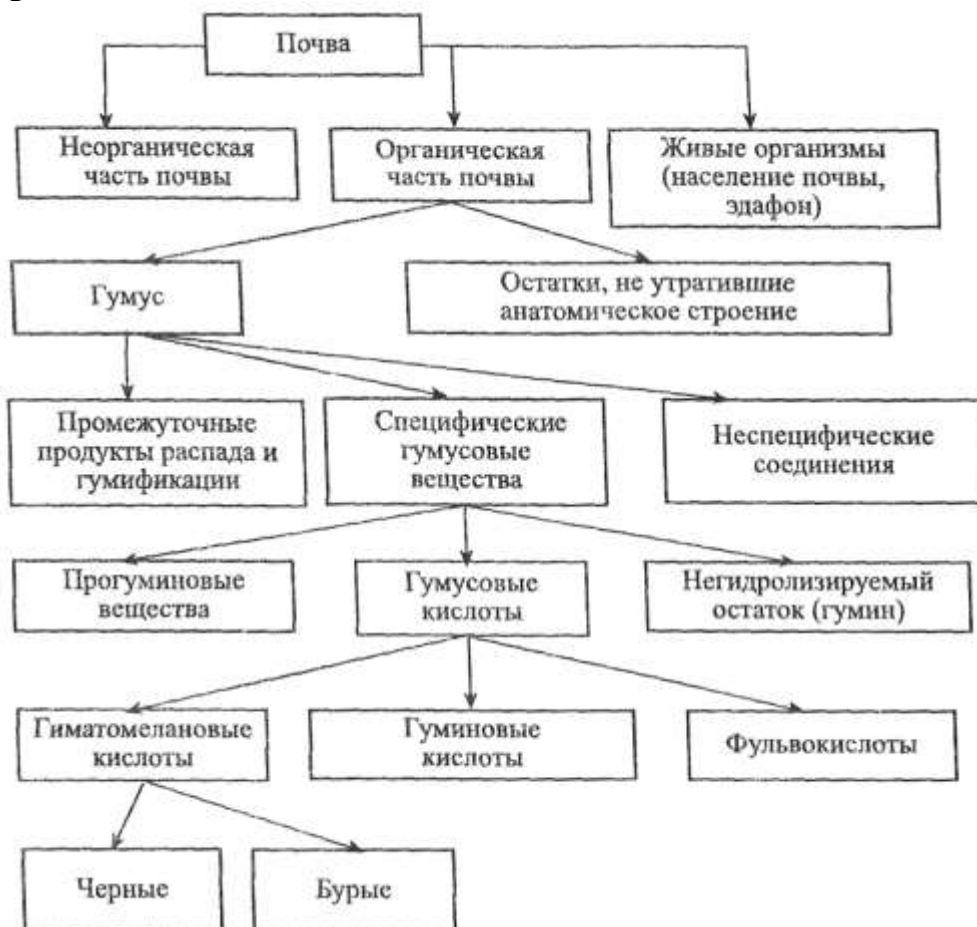 Почва
Неорганическая
часть почвы
Органическая
часть почвы
Живые организмы
(население почвы,
эдафон)
Гумус
Остатки, не утратившие
анатомическое строение
Промежуточные
продукты распада и
гумификации
Специфические
гумусовые
вещества
Неспецифические
соединения
Прогуминовые
вещества
Гумусовые
кислоты
Негидролизируемый
остаток (гумин)
Гиматомелановые
кислоты
Гуминовые
кислоты
Фульвокислоты
Черные
Бурые